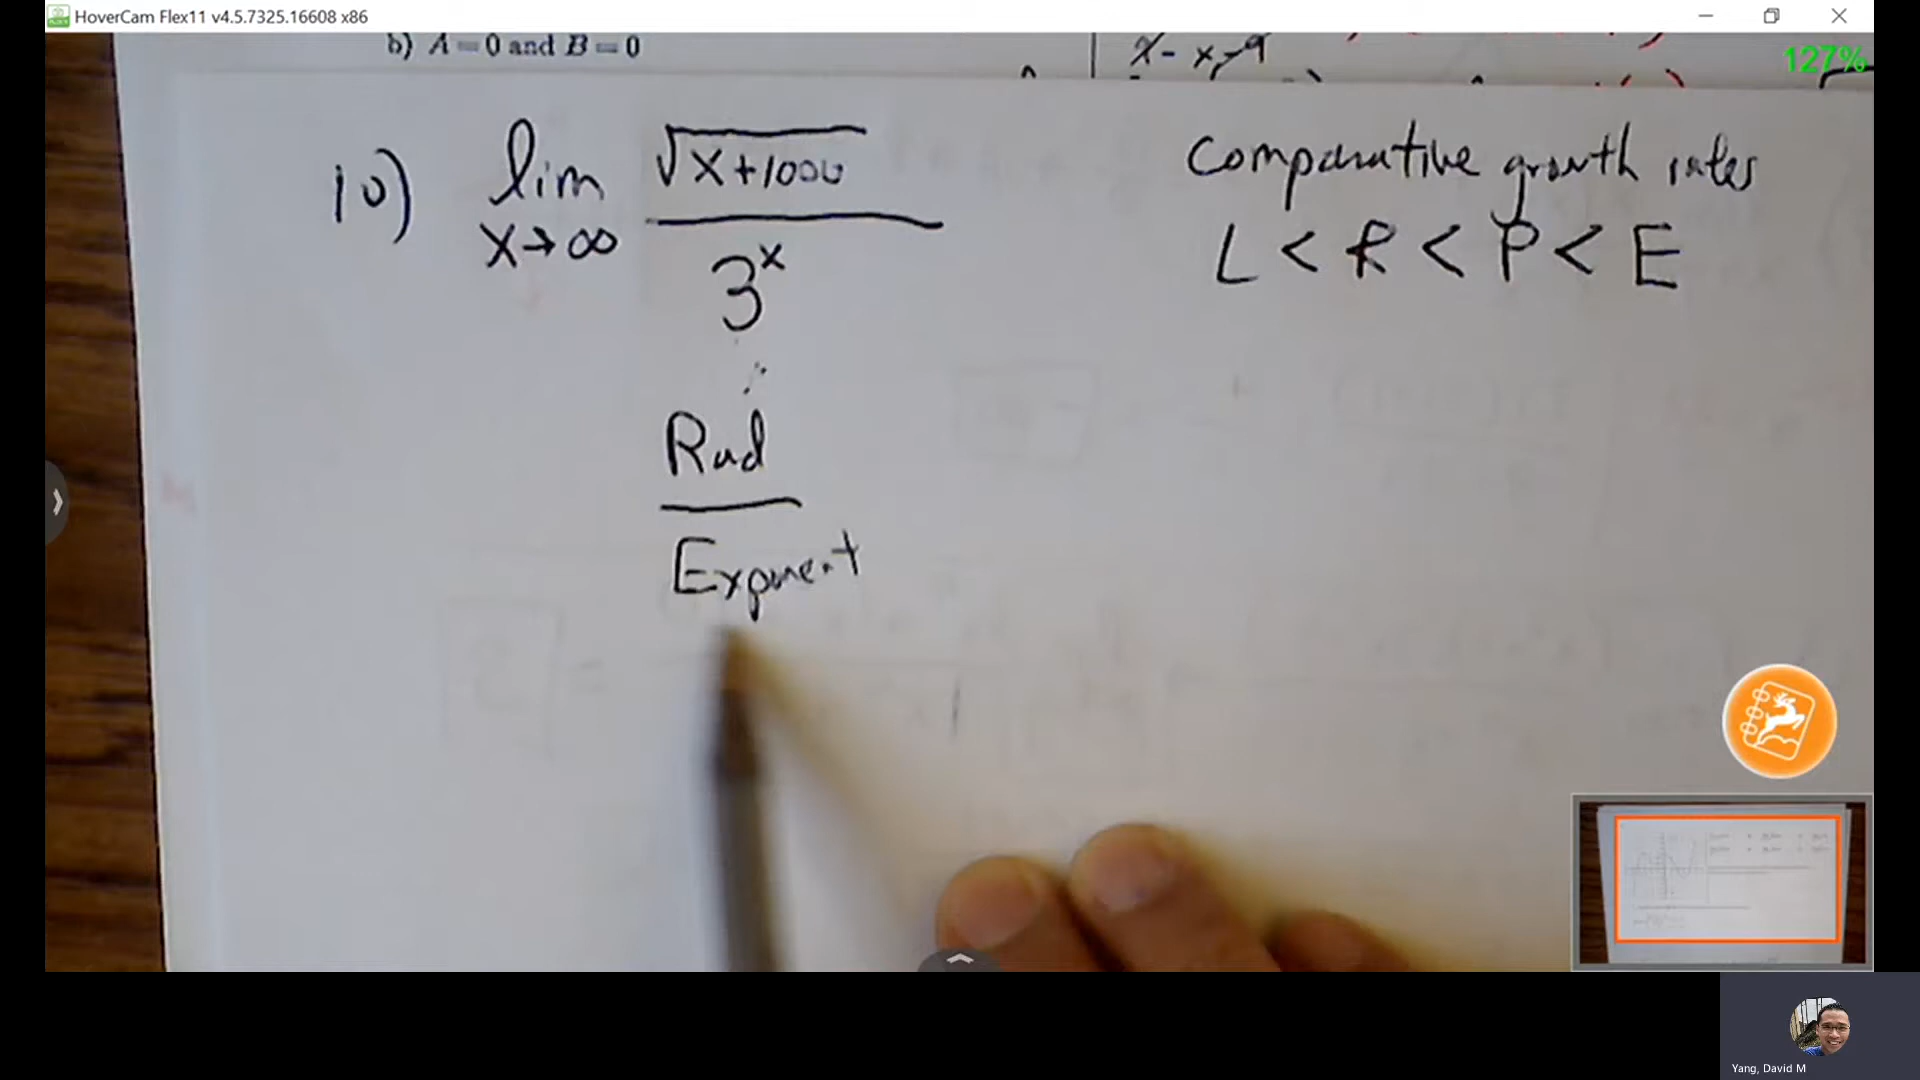 HoverCam Flex11 v4.5.7325.16608 x86
b) A = 0 and B = 0
127%
10) lim x→∞ √x+1000
3^x
Comparative growth rates
L < R < P < E
Rad
Exponent
Yang, David M